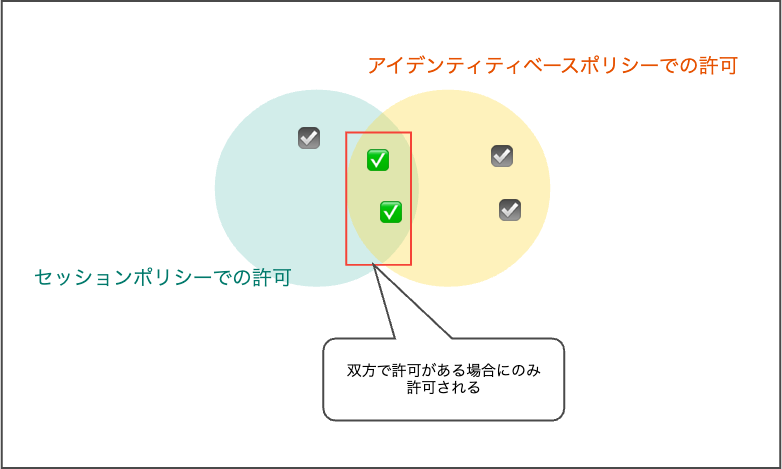 アイデンティティベースポリシーでの許可
セッションポリシーでの許可
双方で許可がある場合にのみ
許可される